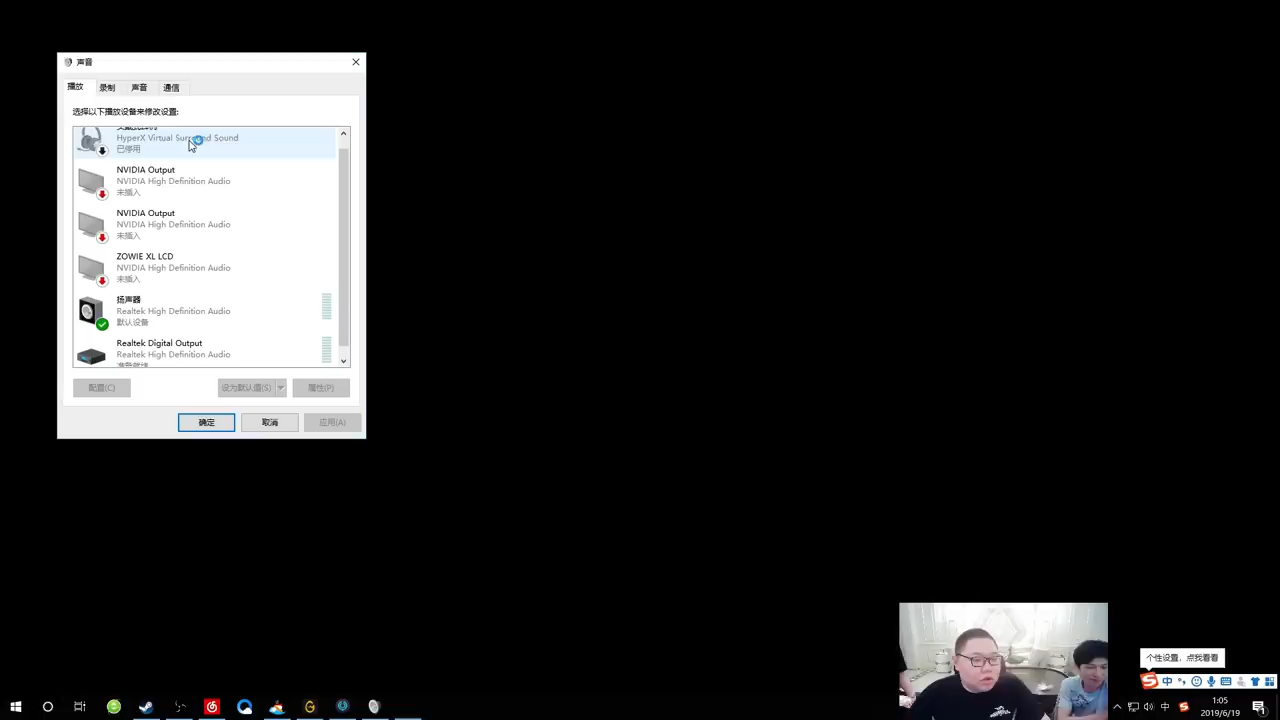 声音
播放 录制 声音 通信
选择以下播放设备来修改设置:
HyperX Virtual Surround Sound
已停用
NVIDIA Output
NVIDIA High Definition Audio
未插入
NVIDIA Output
NVIDIA High Definition Audio
未插入
ZOWIE XL LCD
NVIDIA High Definition Audio
未插入
扬声器
Realtek High Definition Audio
默认设备
Realtek Digital Output
Realtek High Definition Audio
准备就绪
配置(C) 设为默认值(S) 属性(P)
确定 取消 应用(A)
个性设置，点我看看
中
中
1:05
2019/6/19